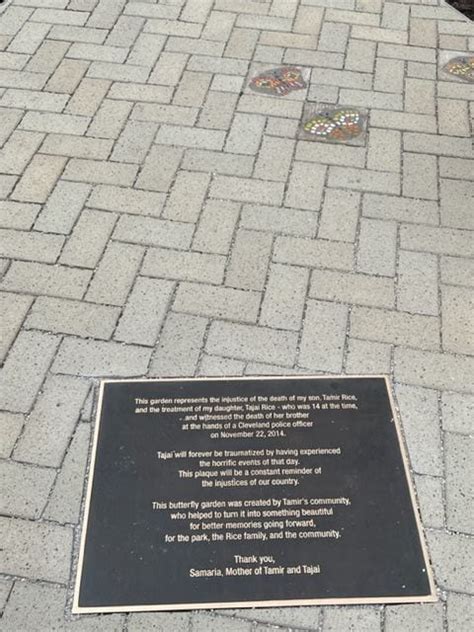 This garden represents the injustice of the death of my son, Tamir Rice,
and the treatment of my daughter, Tajai Rice - who was 14 at the time,
and witnessed the death of her brother
at the hands of a Cleveland police officer
on November 22, 2014.
Tajai will forever be traumatized by having experienced
the horrific events of that day.
This plaque will be a constant reminder of
the injustices of our country.
This butterfly garden was created by Tamir's community,
who helped to turn it into something beautiful
for better memories going forward,
for the park, the Rice family, and the community.
Thank you,
Samaria, Mother of Tamir and Tajai